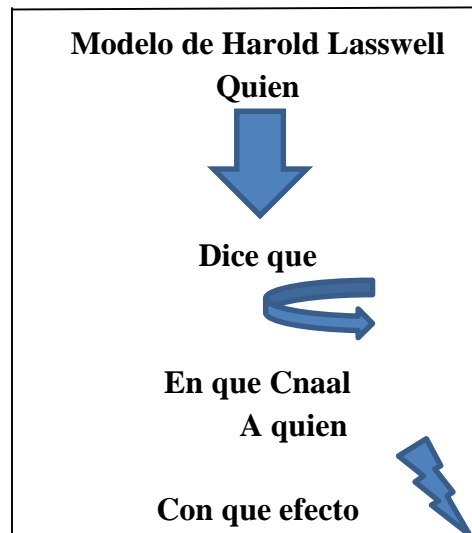 Modelo de Harold Lasswell
Quien
Dice que
En que Cnaal
A quien
Con que efecto